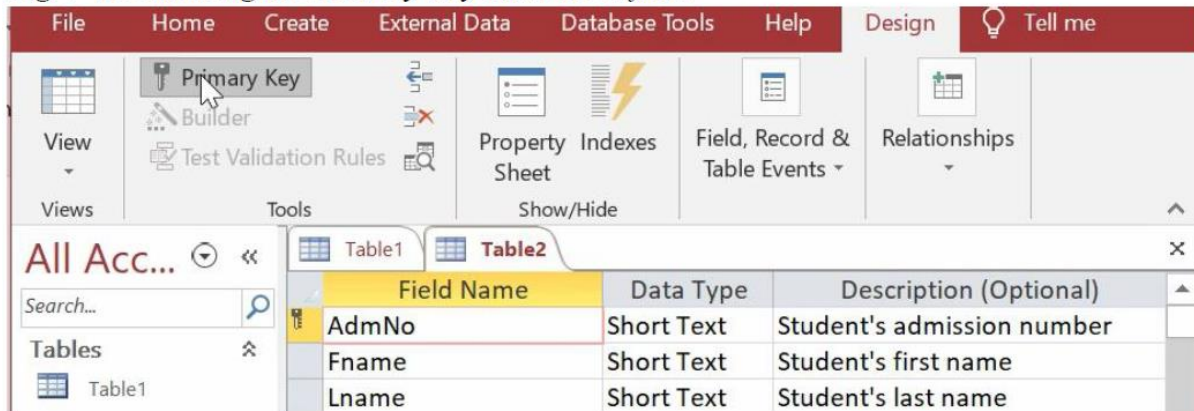 File Home Create External Data Database Tools Help Design Tell me
Primary Key
Builder
Test Validation Rules
View
Property Sheet
Indexes
Field, Record & Table Events
Relationships
Views Tools Show/Hide
All Acc...
Search...
Tables
Table1
Table1 Table2
Field Name Data Type Description (Optional)
AdmNo Short Text Student's admission number
Fname Short Text Student's first name
Lname Short Text Student's last name